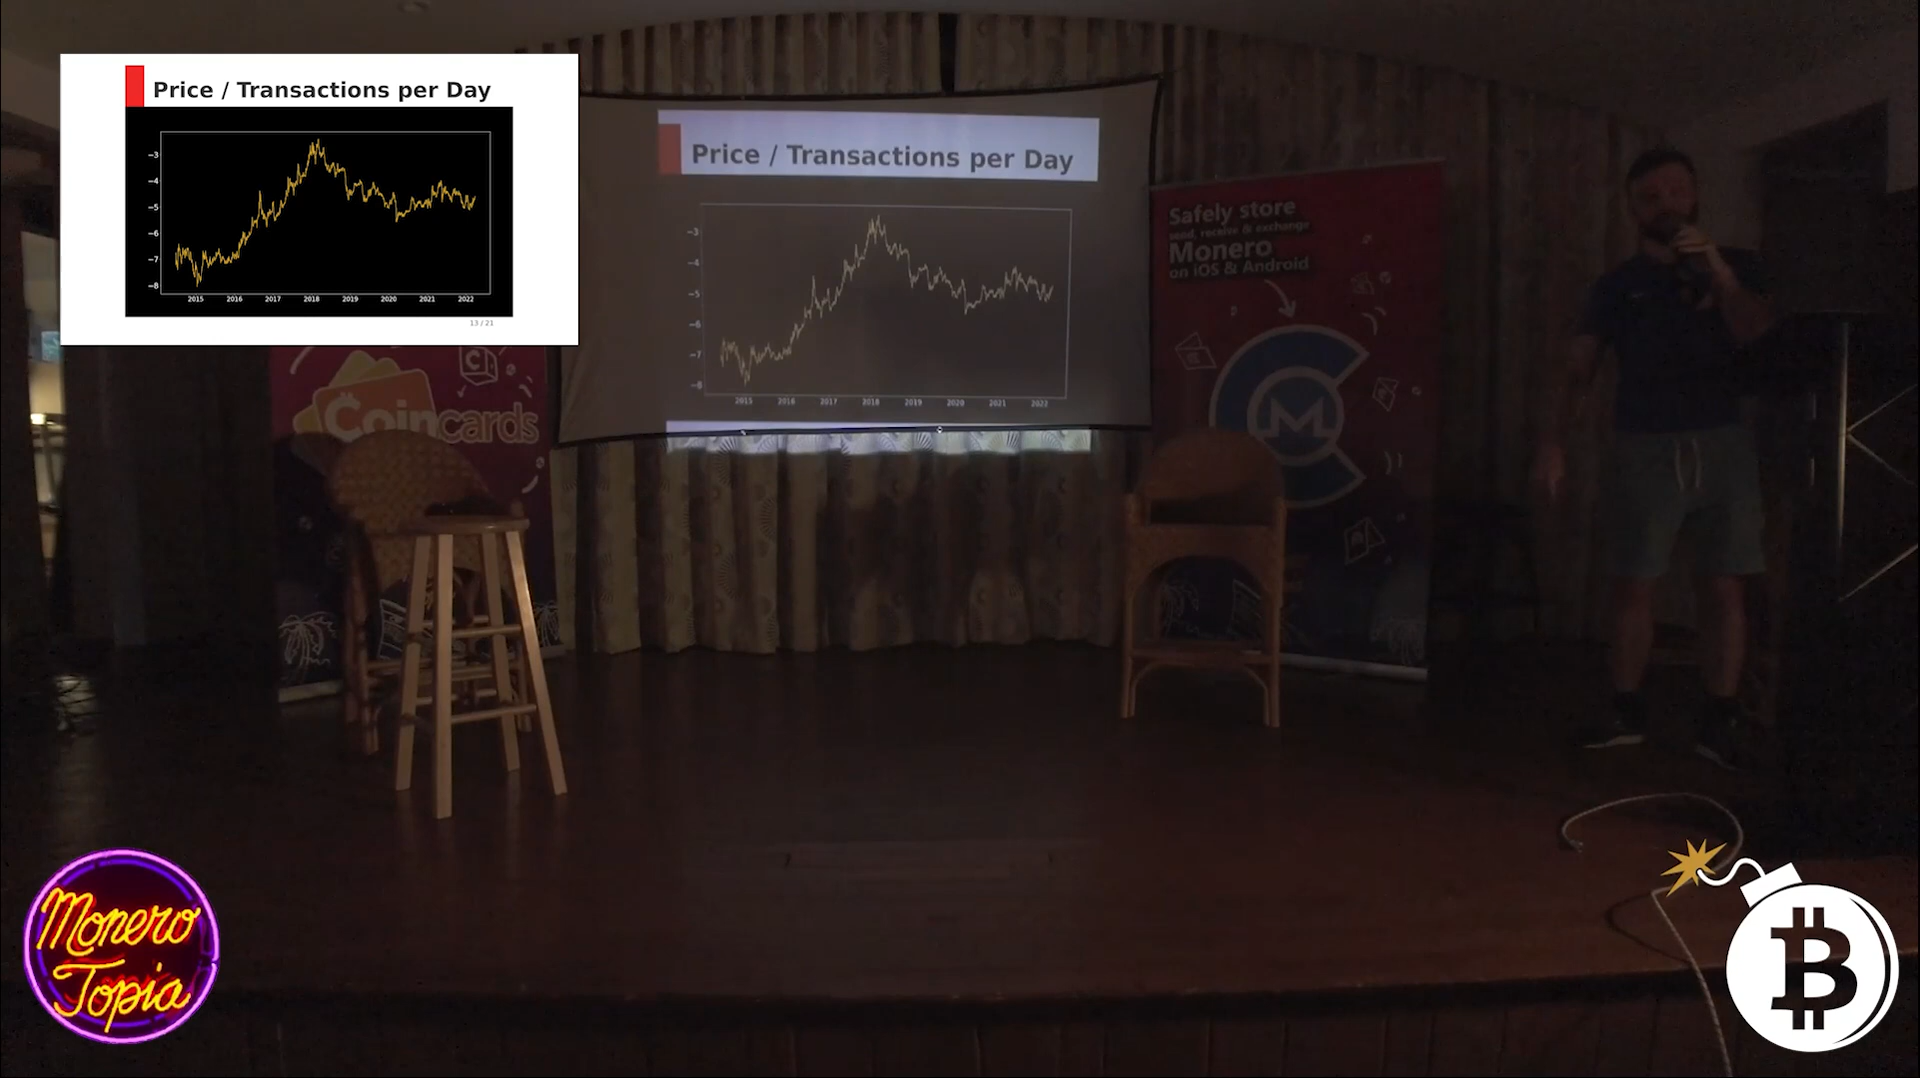 Price / Transactions per Day
−3
−4
−5
−6
−7
−8
2015 2016 2017 2018 2019 2020 2021 2022
13 / 21
Price / Transactions per Day
−3
−4
−5
−6
−7
−8
2015 2016 2017 2018 2019 2020 2021 2022
Safely store
send, receive & exchange
Monero
on iOS & Android
M
C
Coincards
Monero
Topia
B